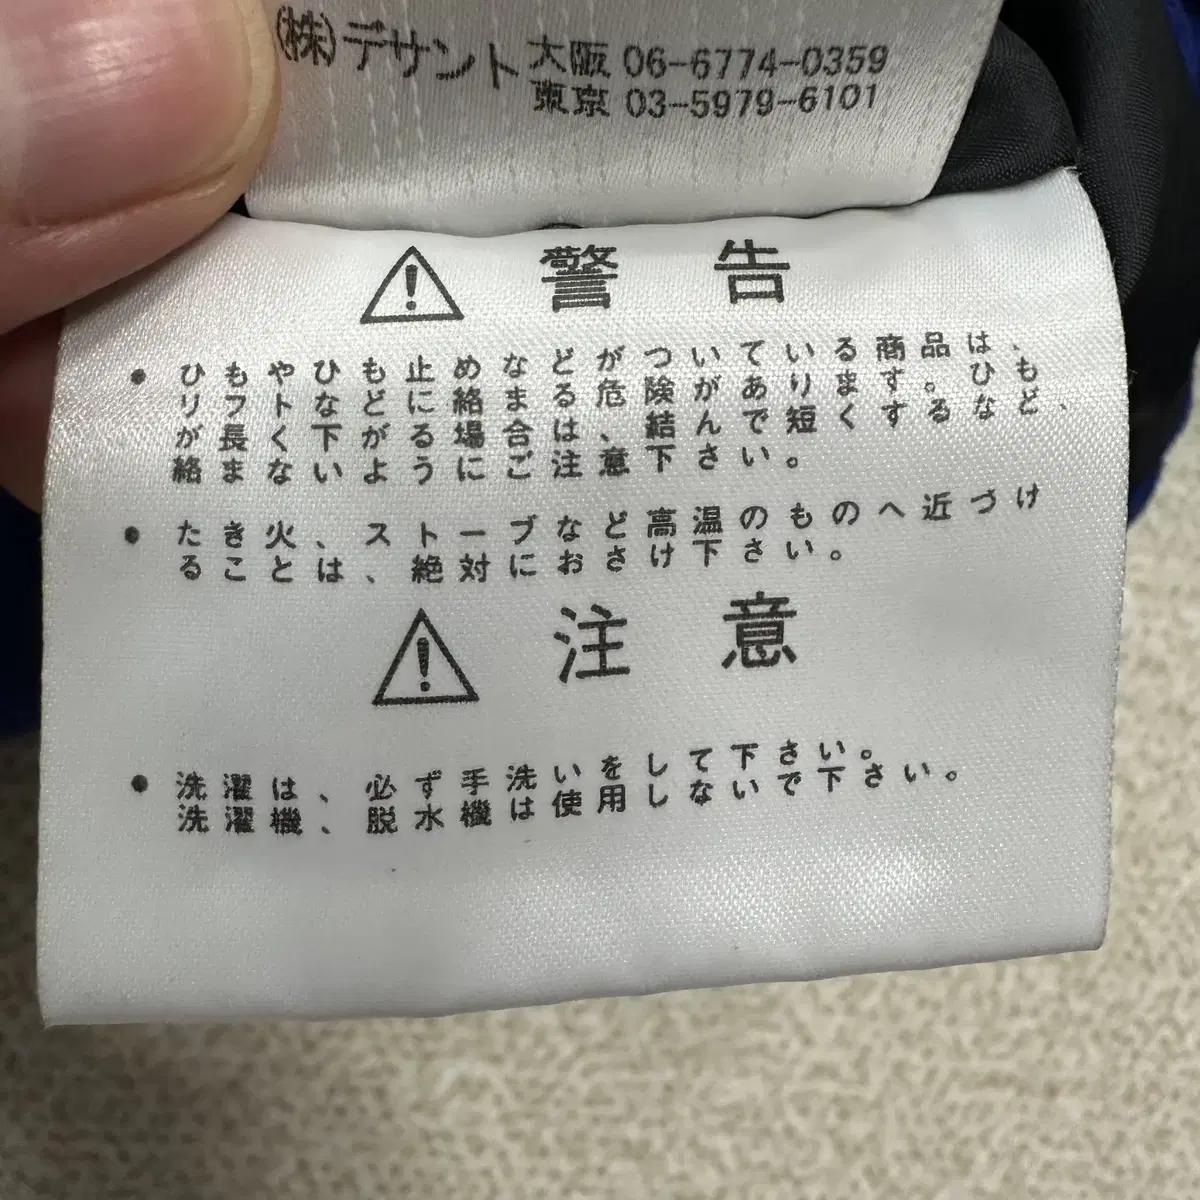 (株)デサント 大阪 06-6774-0359
東京 03-5979-6101
警告
• ひもやひも止めなどがついている商品は、
リフトなどに絡まる危険があります。ひも
が長く下がる場合は、結んで短くするなど、
絡まないようにご注意下さい。
• たき火、ストーブなど高温のものへ近づけ
ることは、絶対におさけ下さい。
注意
• 洗濯は、必ず手洗いをして下さい。
洗濯機、脱水機は使用しないで下さい。